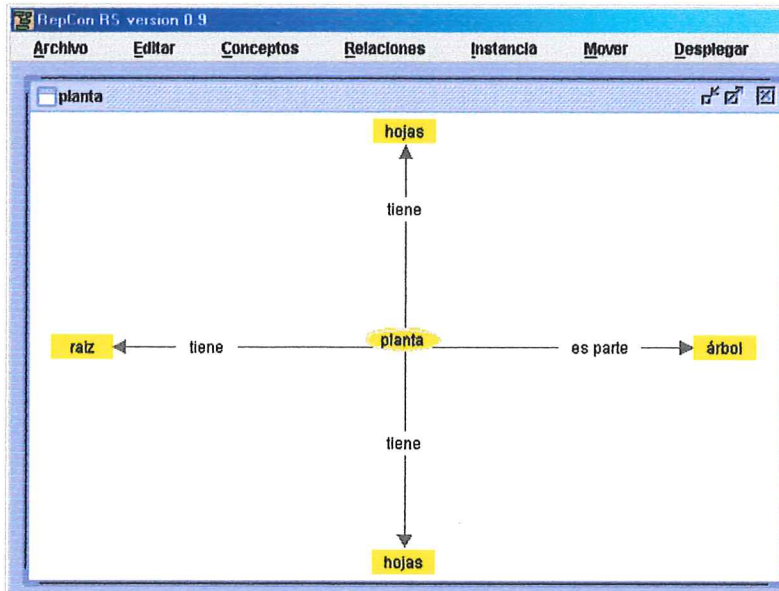 RepCon RS version 0.9
Archivo Editar Conceptos Relaciones Instancia Mover Desplegar
planta
hojas
tiene
raiz tiene planta es parte árbol
tiene
hojas